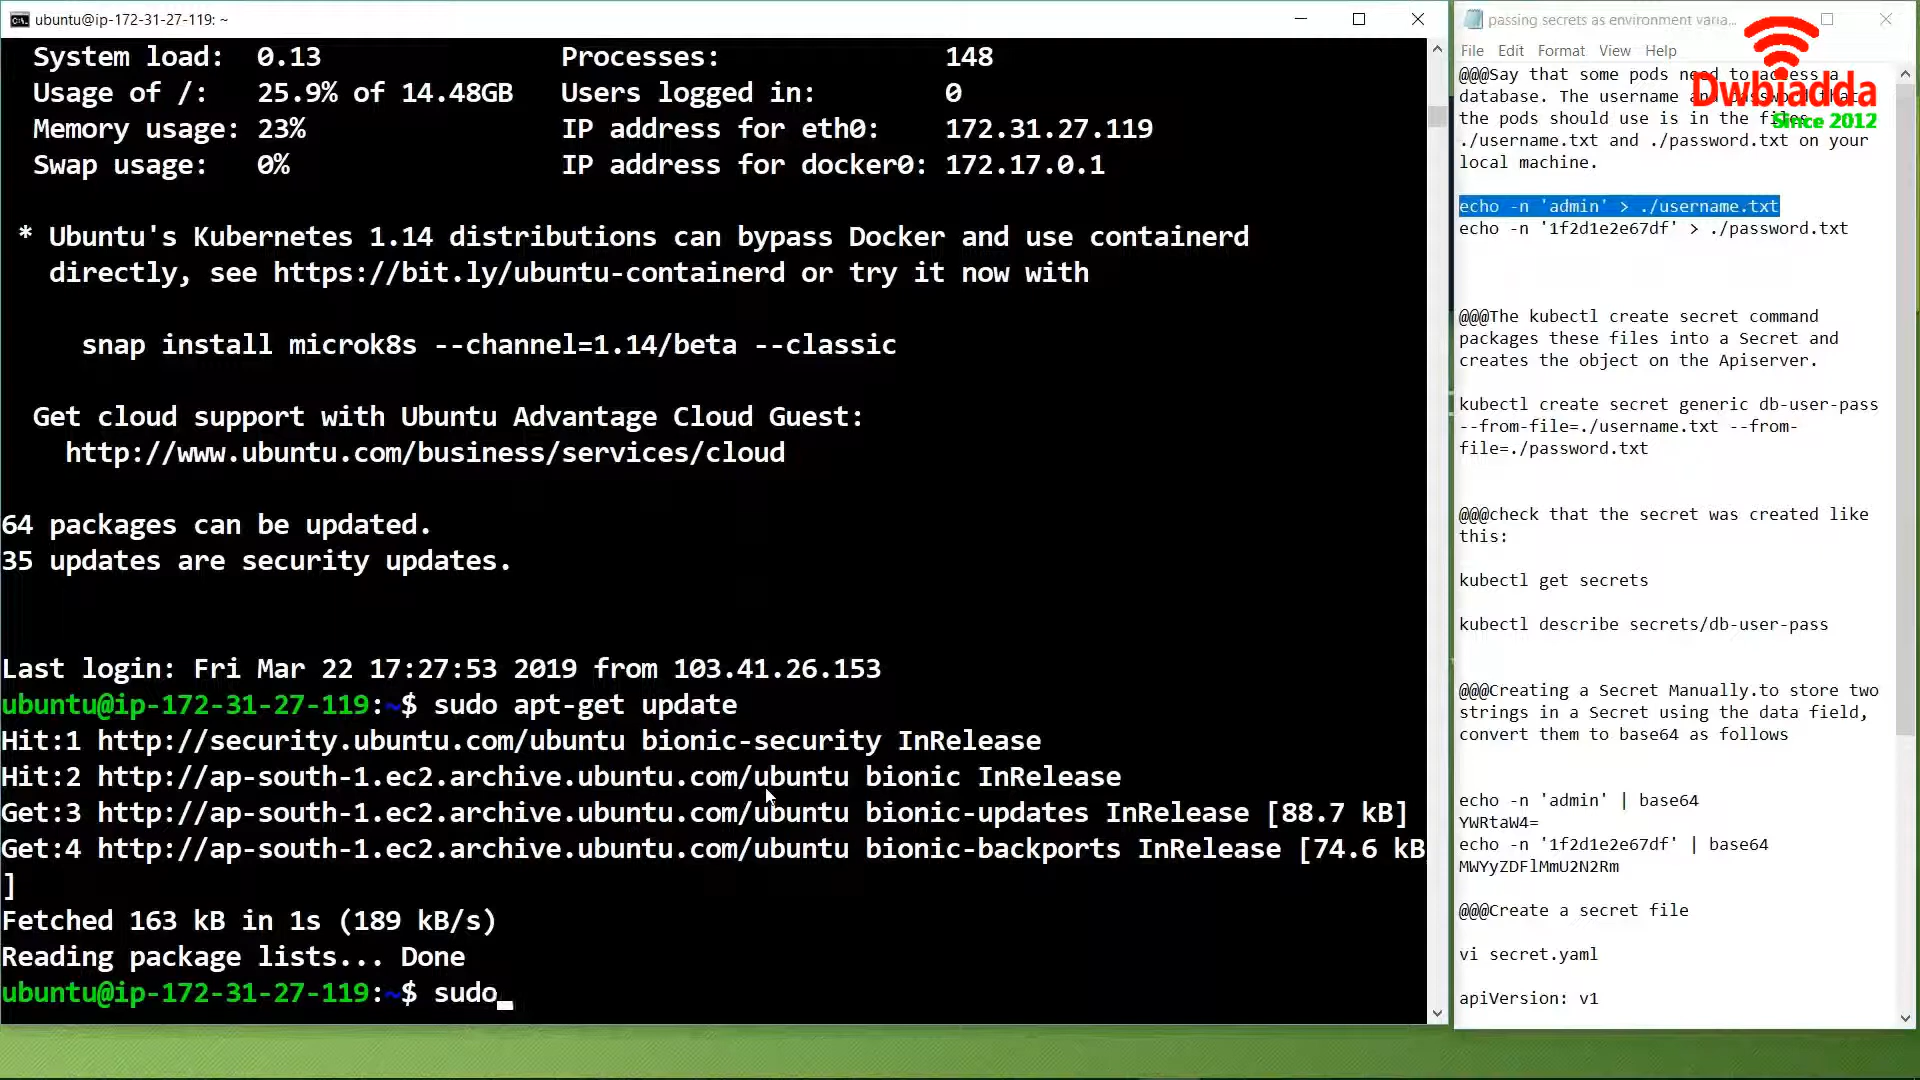 ubuntu@ip-172-31-27-119: ~
System load: 0.13 Processes: 148
Usage of /: 25.9% of 14.48GB Users logged in: 0
Memory usage: 23% IP address for eth0: 172.31.27.119
Swap usage: 0% IP address for docker0: 172.17.0.1
* Ubuntu's Kubernetes 1.14 distributions can bypass Docker and use containerd
directly, see https://bit.ly/ubuntu-containerd or try it now with
snap install microk8s --channel=1.14/beta --classic
Get cloud support with Ubuntu Advantage Cloud Guest:
http://www.ubuntu.com/business/services/cloud
64 packages can be updated.
35 updates are security updates.
Last login: Fri Mar 22 17:27:53 2019 from 103.41.26.153
ubuntu@ip-172-31-27-119:~$ sudo apt-get update
Hit:1 http://security.ubuntu.com/ubuntu bionic-security InRelease
Hit:2 http://ap-south-1.ec2.archive.ubuntu.com/ubuntu bionic InRelease
Get:3 http://ap-south-1.ec2.archive.ubuntu.com/ubuntu bionic-updates InRelease [88.7 kB]
Get:4 http://ap-south-1.ec2.archive.ubuntu.com/ubuntu bionic-backports InRelease [74.6 kB
]
Fetched 163 kB in 1s (189 kB/s)
Reading package lists... Done
ubuntu@ip-172-31-27-119:~$ sudo
passing secrets as environment varia...
File Edit Format View Help
Dwbiadda
Since 2012
@@@Say that some pods need to access a
database. The username and password that
the pods should use is in the files
./username.txt and ./password.txt on your
local machine.
echo -n 'admin' > ./username.txt
echo -n '1f2d1e2e67df' > ./password.txt
@@@The kubectl create secret command
packages these files into a Secret and
creates the object on the Apiserver.
kubectl create secret generic db-user-pass
--from-file=./username.txt --from-
file=./password.txt
@@@check that the secret was created like
this:
kubectl get secrets
kubectl describe secrets/db-user-pass
@@@Creating a Secret Manually.to store two
strings in a Secret using the data field,
convert them to base64 as follows
echo -n 'admin' | base64
YWRtaW4=
echo -n '1f2d1e2e67df' | base64
MWYyZDFlMmU2N2Rm
@@@Create a secret file
vi secret.yaml
apiVersion: v1